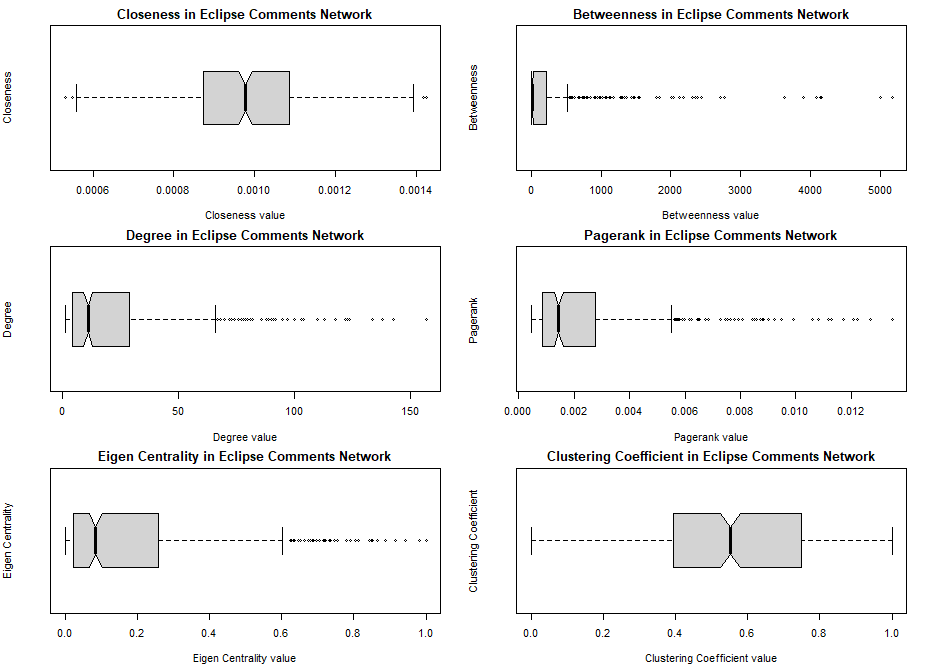 Closeness in Eclipse Comments Network
Closeness
0.0006 0.0008 0.0010 0.0012 0.0014
Closeness value
Betweenness in Eclipse Comments Network
Betweenness
0 1000 2000 3000 4000 5000
Betweenness value
Degree in Eclipse Comments Network
Degree
0 50 100 150
Degree value
Pagerank in Eclipse Comments Network
Pagerank
0.000 0.002 0.004 0.006 0.008 0.010 0.012
Pagerank value
Eigen Centrality in Eclipse Comments Network
Eigen Centrality
0.0 0.2 0.4 0.6 0.8 1.0
Eigen Centrality value
Clustering Coefficient in Eclipse Comments Network
Clustering Coefficient
0.0 0.2 0.4 0.6 0.8 1.0
Clustering Coefficient value